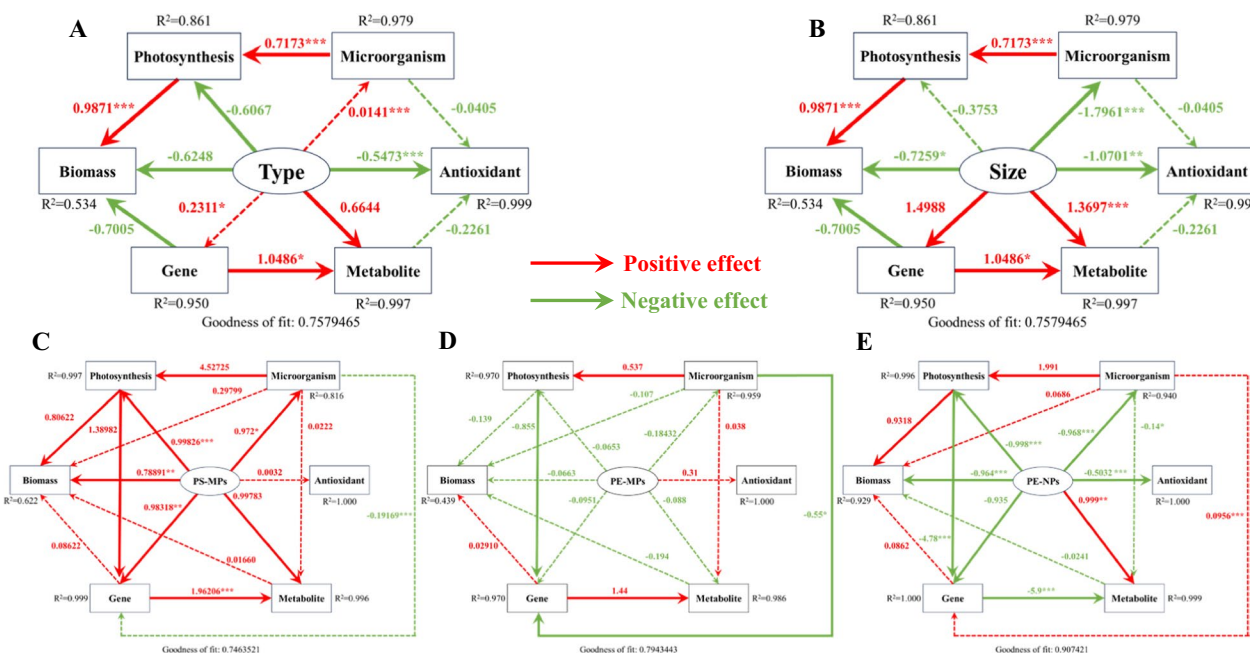 A
R²=0.861
R²=0.979
Photosynthesis
0.7173***
Microorganism
0.9871***
-0.6067
0.0141***
-0.0405
Biomass
-0.6248
Type
-0.5473***
Antioxidant
R²=0.534
R²=0.999
0.2311*
0.6644
-0.7005
-0.2261
Gene
1.0486*
Metabolite
R²=0.950
R²=0.997
Goodness of fit: 0.7579465
B
R²=0.861
R²=0.979
Photosynthesis
0.7173***
Microorganism
0.9871***
-0.3753
-1.7961***
-0.0405
Biomass
-0.7259*
Size
-1.0701**
Antioxidant
R²=0.534
R²=0.99
1.4988
1.3697***
-0.7005
-0.2261
Gene
1.0486*
Metabolite
R²=0.950
R²=0.997
Goodness of fit: 0.7579465
Positive effect
Negative effect
C
R²=0.997
Photosynthesis
4.52725
Microorganism
R²=0.816
0.29799
0.80622
1.38982
0.99826***
0.972*
0.0222
Biomass
0.78891**
PS-MPs
0.0032
Antioxidant
R²=0.622
R²=1.000
0.98318**
0.99783
-0.19169***
0.08622
0.01660
R²=0.999
Gene
1.96206***
Metabolite
R²=0.996
Goodness of fit: 0.7463521
D
R²=0.970
Photosynthesis
0.537
Microorganism
R²=0.959
-0.107
-0.139
-0.855
-0.0653
-0.18432
0.038
Biomass
-0.0663
PE-MPs
0.31
Antioxidant
R²=0.439
R²=1.000
-0.0951
-0.088
-0.55*
0.02910
-0.194
R²=0.970
Gene
1.44
Metabolite
R²=0.986
Goodness of fit: 0.7943443
E
R²=0.996
Photosynthesis
1.991
Microorganism
R²=0.940
0.0686
0.9318
-0.998***
-0.968***
-0.14*
Biomass
-0.964***
PE-NPs
-0.5032***
Antioxidant
R²=0.929
R²=1.000
-0.935
0.999**
0.0956***
0.0862
-4.78***
-0.0241
R²=1.000
Gene
-5.9***
Metabolite
R²=0.999
Goodness of fit: 0.907421